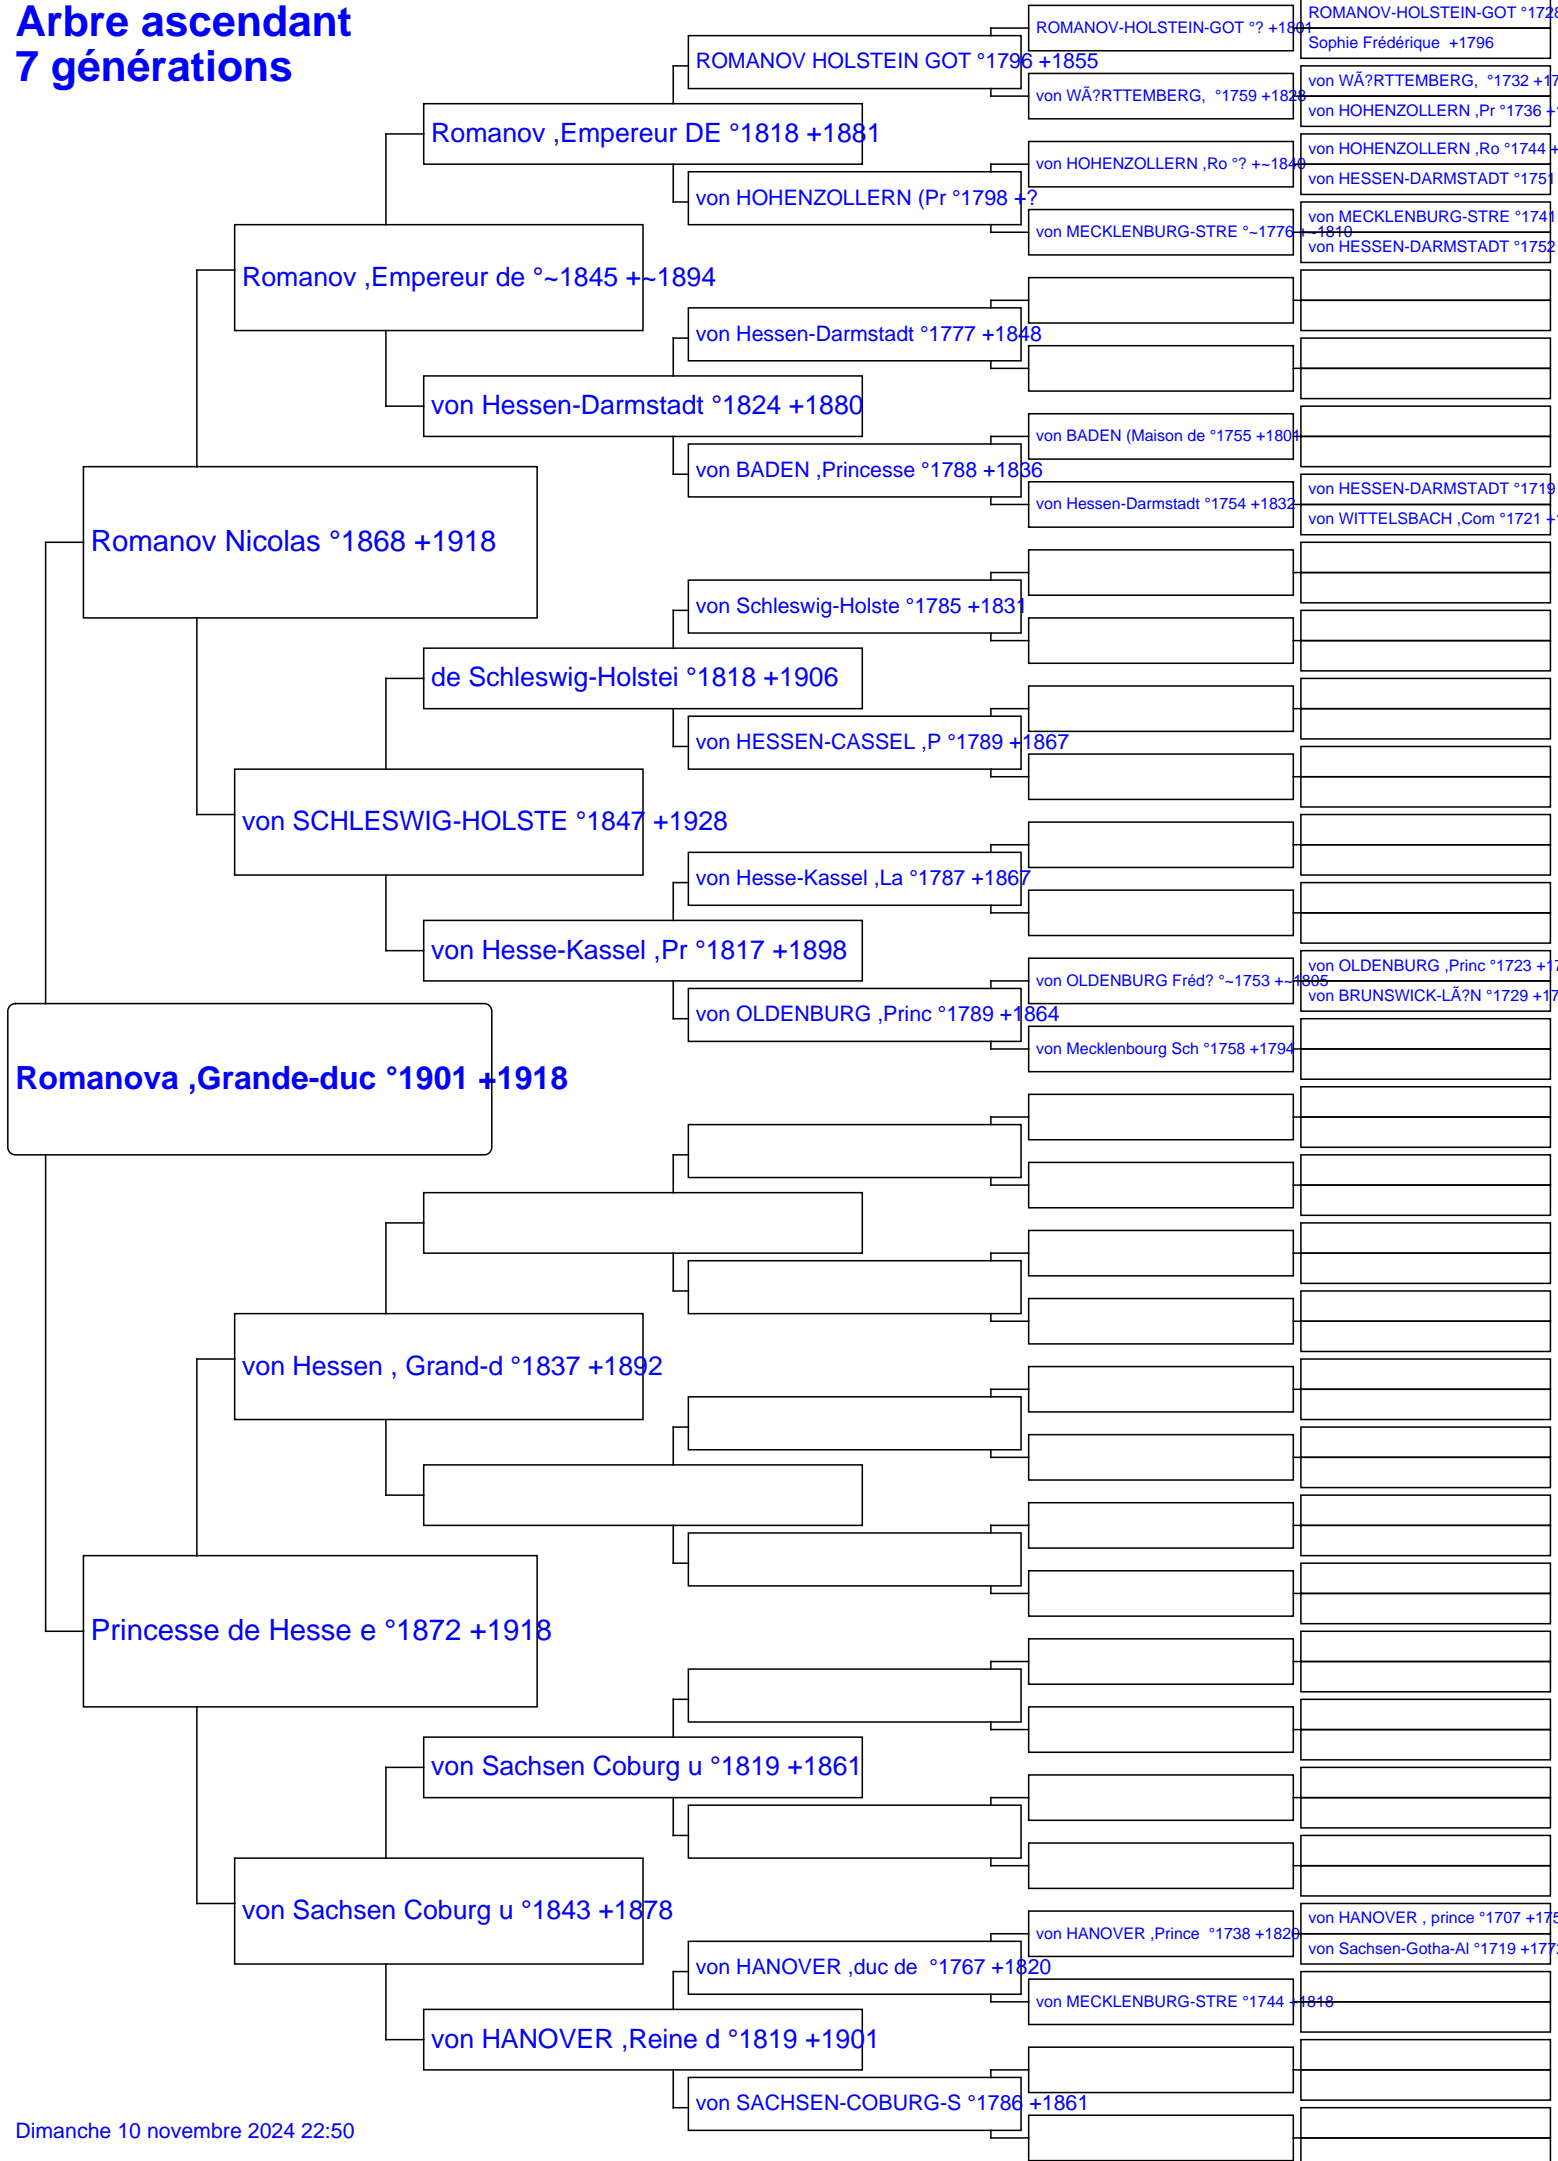 Arbre ascendant
7 générations
ROMANOV-HOLSTEIN-GOT °1728
ROMANOV-HOLSTEIN-GOT °? +1801
Sophie Frédérique  +1796
ROMANOV HOLSTEIN GOT °1796 +1855
von WÃ?RTTEMBERG,  °1732 +17
von WÃ?RTTEMBERG,  °1759 +1828
von HOHENZOLLERN ,Pr °1736 +
Romanov ,Empereur DE °1818 +1881
von HOHENZOLLERN ,Ro °1744 +
von HOHENZOLLERN ,Ro °? +~1840
von HESSEN-DARMSTADT °1751
von HOHENZOLLERN (Pr °1798 +?
von MECKLENBURG-STRE °1741
von MECKLENBURG-STRE °~1776 +~1810
von HESSEN-DARMSTADT °1752
Romanov ,Empereur de °~1845 +~1894
von Hessen-Darmstadt °1777 +1848
von Hessen-Darmstadt °1824 +1880
von BADEN (Maison de °1755 +1801
von BADEN ,Princesse °1788 +1836
von HESSEN-DARMSTADT °1719
von Hessen-Darmstadt °1754 +1832
von WITTELSBACH ,Com °1721 +
Romanov Nicolas °1868 +1918
von Schleswig-Holste °1785 +1831
de Schleswig-Holstei °1818 +1906
von HESSEN-CASSEL ,P °1789 +1867
von SCHLESWIG-HOLSTE °1847 +1928
von Hesse-Kassel ,La °1787 +1867
von Hesse-Kassel ,Pr °1817 +1898
von OLDENBURG ,Princ °1723 +17
von OLDENBURG Fréd? °~1753 +~1805
von BRUNSWICK-LÃ?N °1729 +17
von OLDENBURG ,Princ °1789 +1864
von Mecklenbourg Sch °1758 +1794
Romanova ,Grande-duc °1901 +1918
von Hessen , Grand-d °1837 +1892
Princesse de Hesse e °1872 +1918
von Sachsen Coburg u °1819 +1861
von Sachsen Coburg u °1843 +1878
von HANOVER , prince °1707 +175
von HANOVER ,Prince  °1738 +1820
von Sachsen-Gotha-Al °1719 +1772
von HANOVER ,duc de  °1767 +1820
von MECKLENBURG-STRE °1744 +1818
von HANOVER ,Reine d °1819 +1901
von SACHSEN-COBURG-S °1786 +1861
Dimanche 10 novembre 2024 22:50